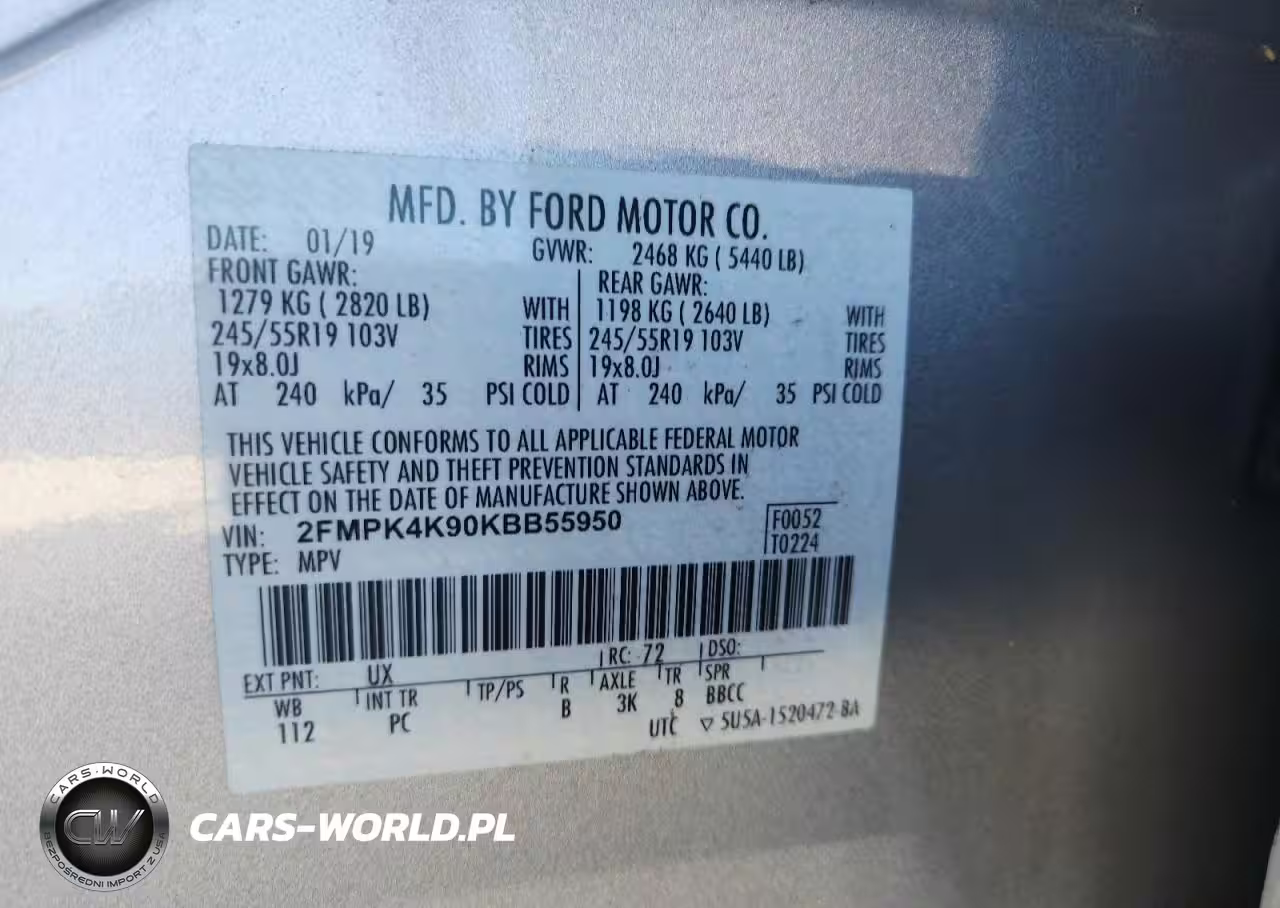 MFD. BY FORD MOTOR CO.
DATE: 01/19 GVWR: 2468 KG ( 5440 LB)
FRONT GAWR: REAR GAWR:
1279 KG ( 2820 LB) WITH 1198 KG ( 2640 LB) WITH
245/55R19 103V TIRES 245/55R19 103V TIRES
19x8.0J RIMS 19x8.0J RIMS
AT 240 kPa/ 35 PSI COLD AT 240 kPa/ 35 PSI COLD
THIS VEHICLE CONFORMS TO ALL APPLICABLE FEDERAL MOTOR
VEHICLE SAFETY AND THEFT PREVENTION STANDARDS IN
EFFECT ON THE DATE OF MANUFACTURE SHOWN ABOVE.
VIN: 2FMPK4K90KBB55950 F0052
TYPE: MPV T0224
EXT PNT: UX RC: 72 DSO:
WB INT TR TP/PS R AXLE TR SPR
112 PC B 3K 8 BBCC
UTC ▽ 5U5A-1520472-BA
CARS-WORLD
CW
BEZPOŚREDNI IMPORT Z USA
CARS-WORLD.PL